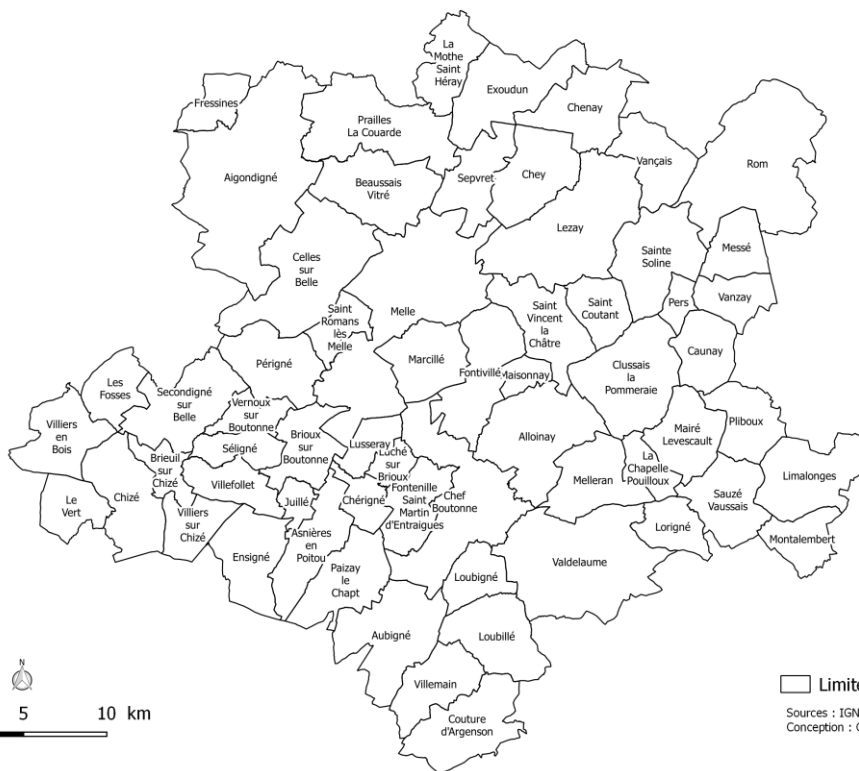 La
Mothe
Saint
Héray
Exoudun
Fressines
Chenay
Prailles
La Couarde
Vançais
Rom
Aigondigné
Beaussais
Vitré
Sepvret
Chey
Lezay
Sainte
Soline
Messé
Celles
sur
Belle
Saint
Romans
lès
Melle
Melle
Saint
Vincent
la
Châtre
Saint
Coutant
Pers
Vanzay
Périgné
Marcillé
Fontivillé
Maisonnay
Clussais
la
Pommeraie
Caunay
Les
Fosses
Secondigné
sur
Belle
Vernoux
sur
Boutonne
Villiers
en
Bois
Brieuil
sur
Chizé
Séligné
Brioux
sur
Boutonne
Lusseray
Luché
sur
Brioux
Alloinay
Mairé
Levescault
Pliboux
La
Chapelle
Pouilloux
Limalonges
Le
Vert
Chizé
Villiers
sur
Chizé
Villefollet
Juillé
Chérigné
Fontenille
Saint
Martin
d'Entraigues
Chef
Boutonne
Melleran
Sauzé
Vaussais
Lorigné
Montalembert
Ensigné
Asnières
en
Poitou
Paizay
le
Chapt
Loubigné
Valdelaume
Aubigné
Loubillé
Villemain
Couture
d'Argenson
N
5 10 km
Limite
Sources : IGN
Conception : C